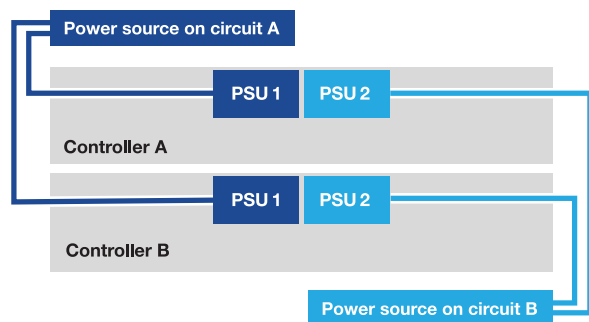 Power source on circuit A
PSU 1 PSU 2
Controller A
PSU 1 PSU 2
Controller B
Power source on circuit B